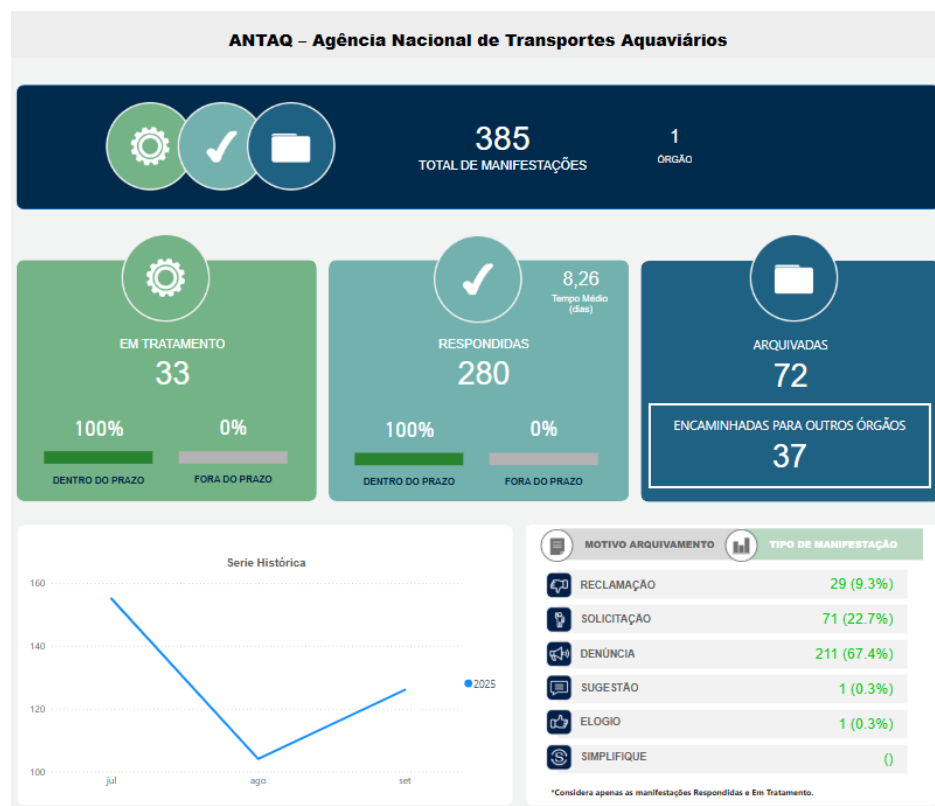 ANTAQ – Agência Nacional de Transportes Aquaviários
385
TOTAL DE MANIFESTAÇÕES
1
ÓRGÃO
EM TRATAMENTO
33
100%
0%
DENTRO DO PRAZO
FORA DO PRAZO
8,26
Tempo Médio
(dias)
RESPONDIDAS
280
100%
0%
DENTRO DO PRAZO
FORA DO PRAZO
ARQUIVADAS
72
ENCAMINHADAS PARA OUTROS ÓRGÃOS
37
Serie Histórica
160
140
120
100
jul
ago
set
2025
MOTIVO ARQUIVAMENTO
TIPO DE MANIFESTAÇÃO
RECLAMAÇÃO 29 (9.3%)
SOLICITAÇÃO 71 (22.7%)
DENÚNCIA 211 (67.4%)
SUGESTÃO 1 (0.3%)
ELOGIO 1 (0.3%)
SIMPLIFIQUE ()
*Considera apenas as manifestações Respondidas e Em Tratamento.